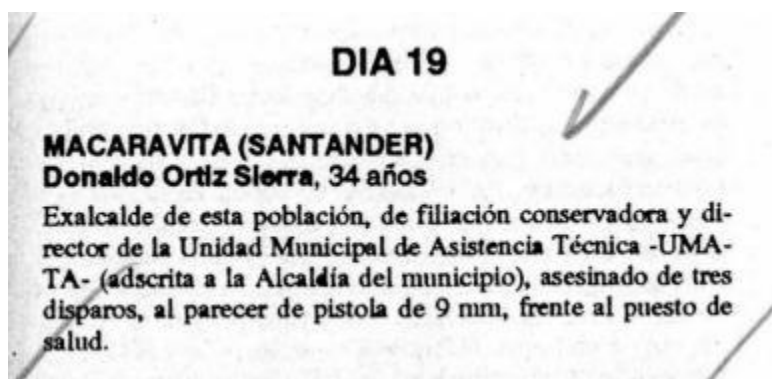 DIA 19
MACARAVITA (SANTANDER)
Donaldo Ortiz Sierra, 34 años
Exalcalde de esta población, de filiación conservadora y di-
rector de la Unidad Municipal de Asistencia Técnica -UMA-
TA- (adscrita a la Alcaldía del municipio), asesinado de tres
disparos, al parecer de pistola de 9 mm, frente al puesto de
salud.